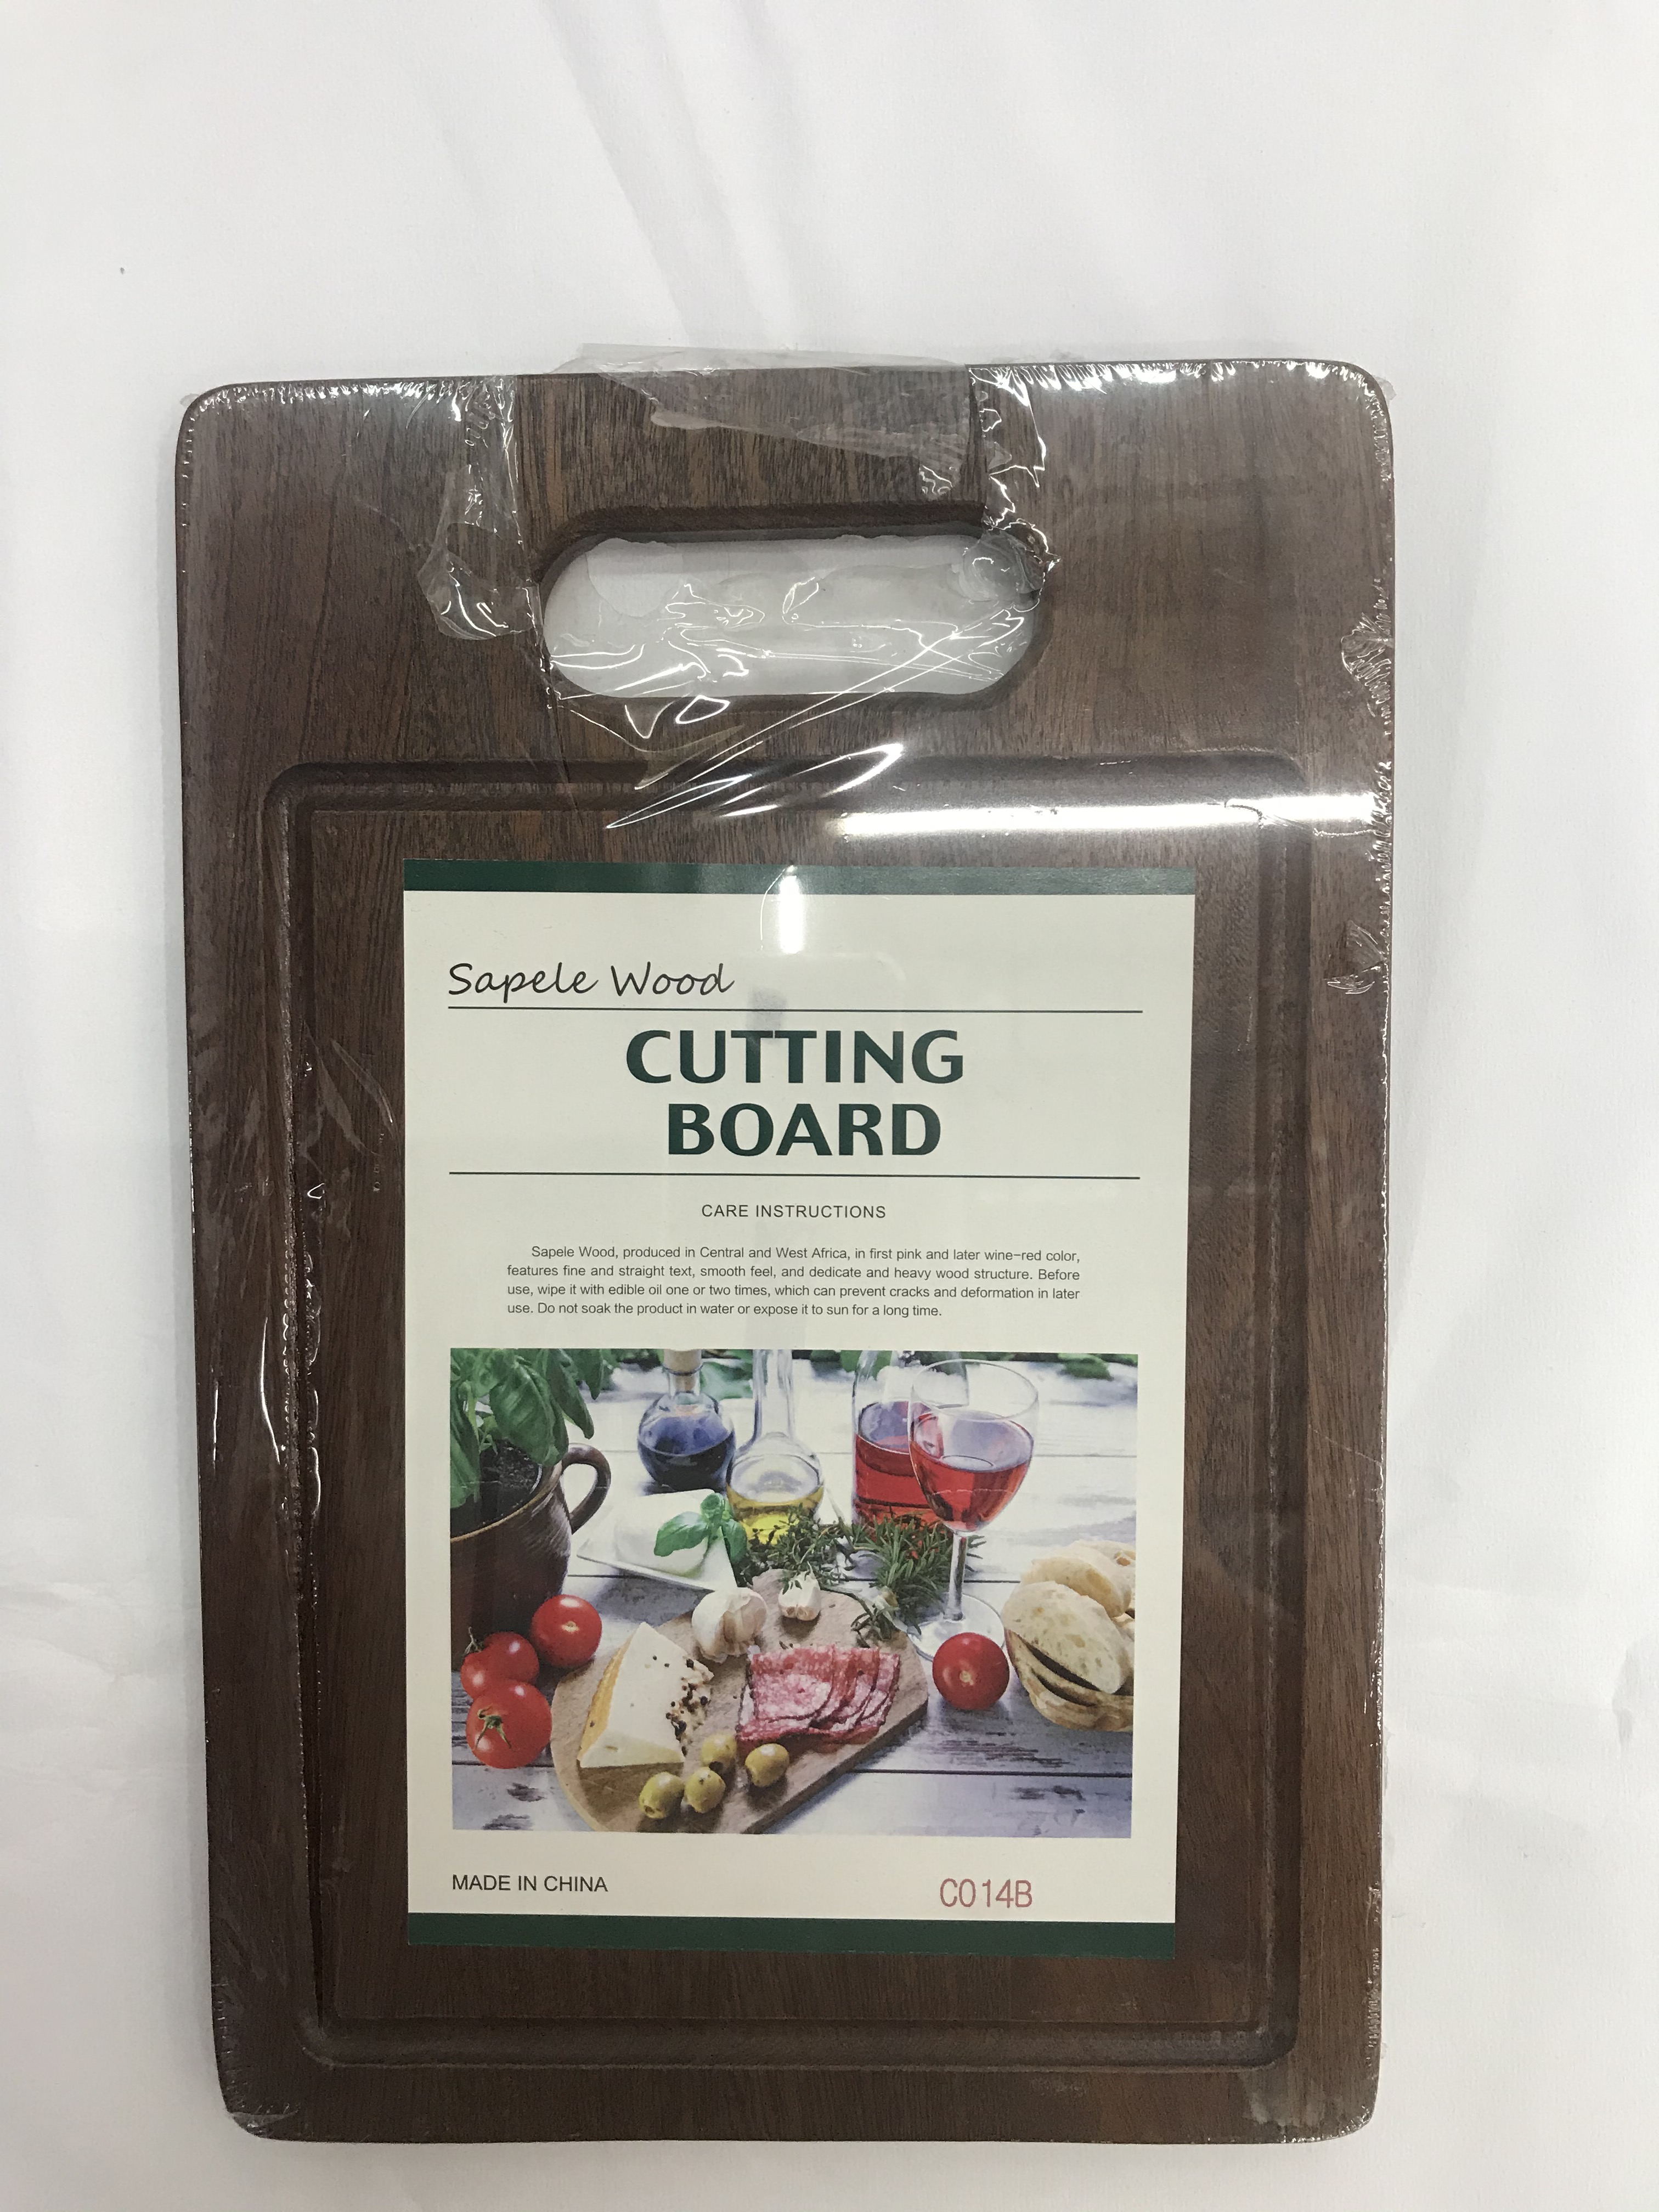 Sapele Wood
CUTTING
BOARD
CARE INSTRUCTIONS
Sapele Wood, produced in Central and West Africa, in first pink and later wine-red color,
features fine and straight text, smooth feel, and dedicate and heavy wood structure. Before
use, wipe it with edible oil one or two times, which can prevent cracks and deformation in later
use. Do not soak the product in water or expose it to sun for a long time.
MADE IN CHINA
C014B